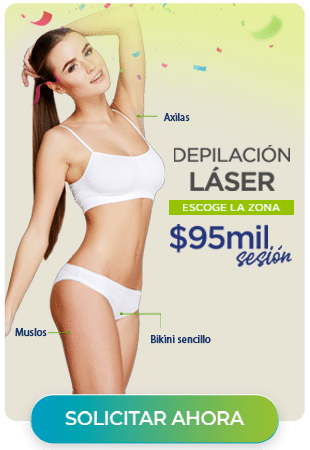 Axilas
DEPILACIÓN
LÁSER
ESCOGE LA ZONA
$95mil
sesión
Muslos
Bikini sencillo
SOLICITAR AHORA